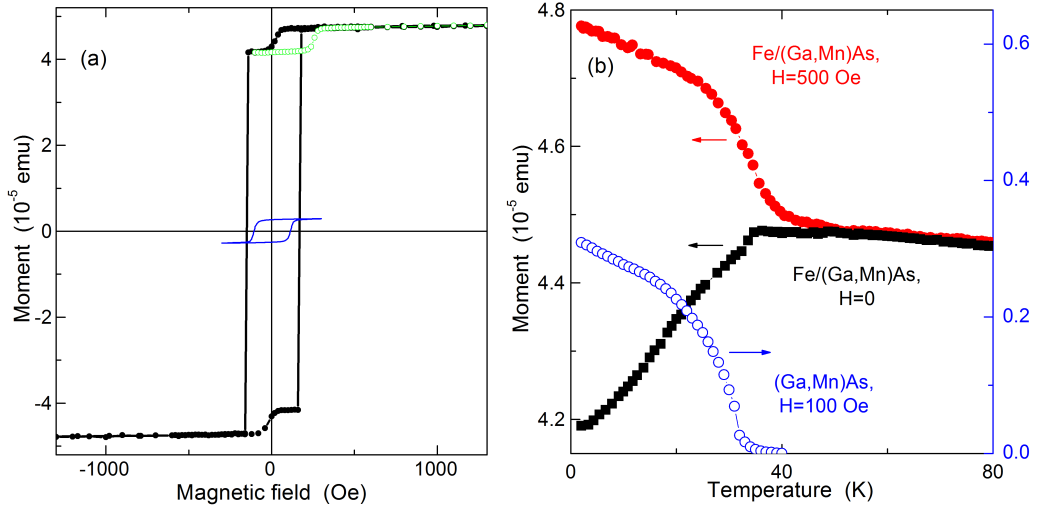 (a)
4
2
0
-2
-4
Moment (10⁻⁵ emu)
-1000
0
1000
Magnetic field (Oe)
(b)
4.8
4.6
4.4
4.2
Moment (10⁻⁵ emu)
Fe/(Ga,Mn)As,
H=500 Oe
Fe/(Ga,Mn)As,
H=0
(Ga,Mn)As,
H=100 Oe
0.6
0.4
0.2
0.0
0
20
40
60
80
Temperature (K)